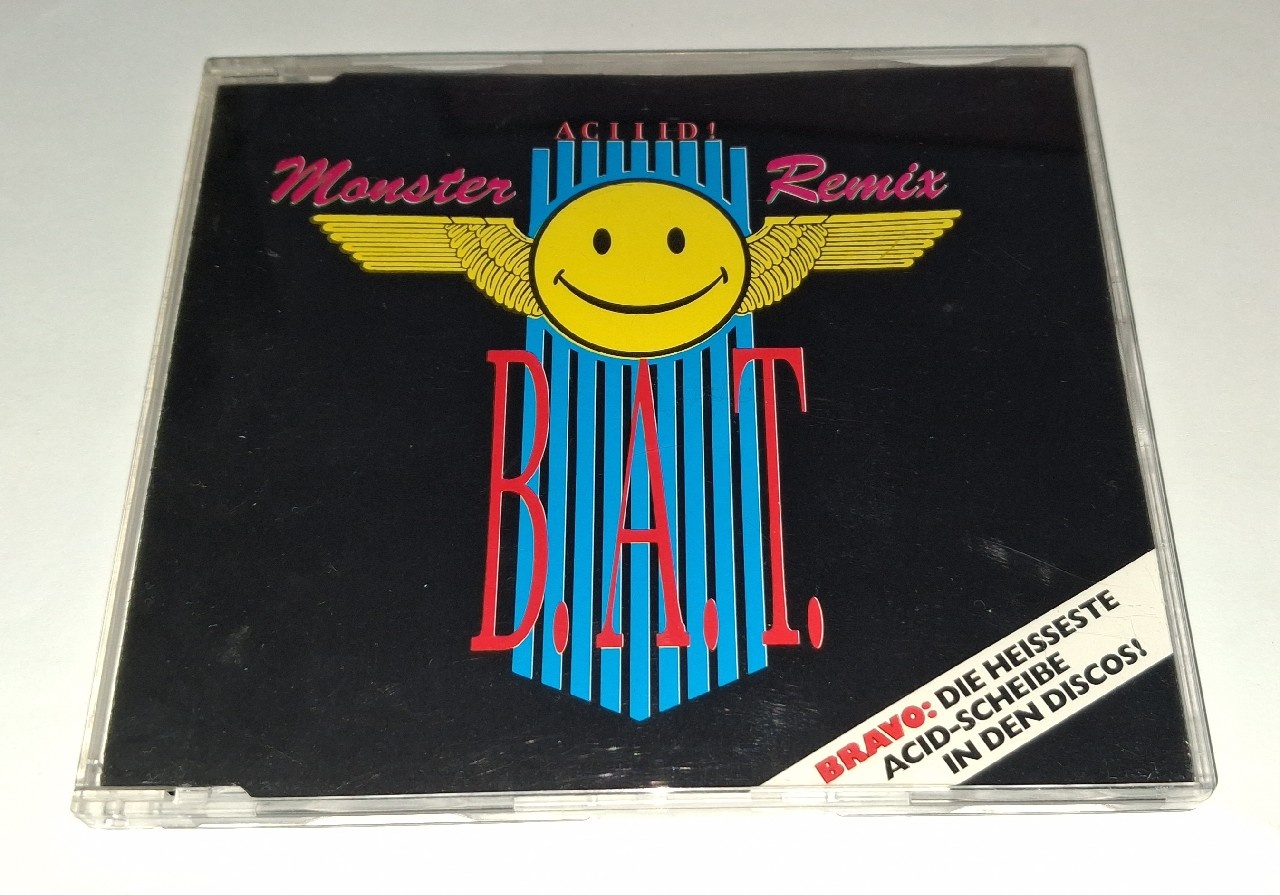 ACIIID!
Monster Remix
B.A.T.
BRAVO: DIE HEISSESTE
ACID-SCHEIBE
IN DEN DISCOS!